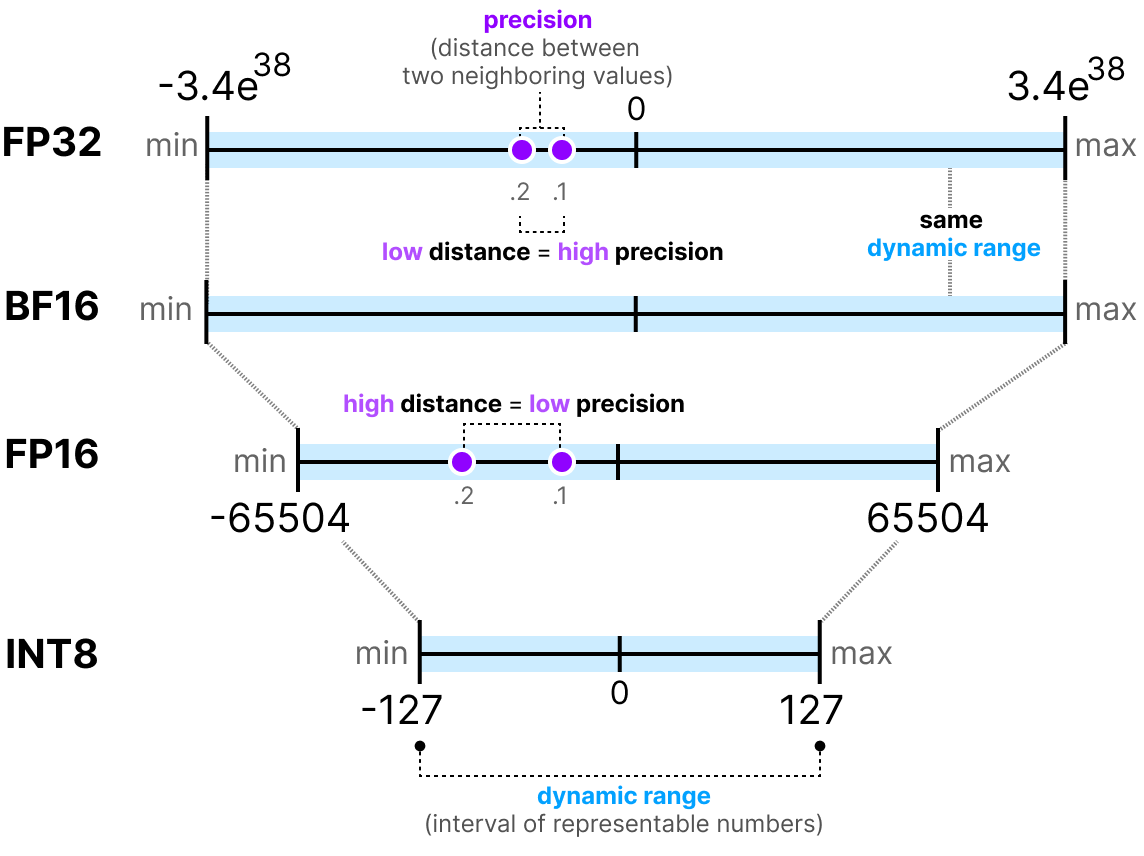 precision
(distance between
two neighboring values)
-3.4e38
0
3.4e38
FP32
min
max
.2
.1
low distance = high precision
same
dynamic range
BF16
min
max
high distance = low precision
FP16
min
max
.2
.1
-65504
65504
INT8
min
max
-127
0
127
dynamic range
(interval of representable numbers)